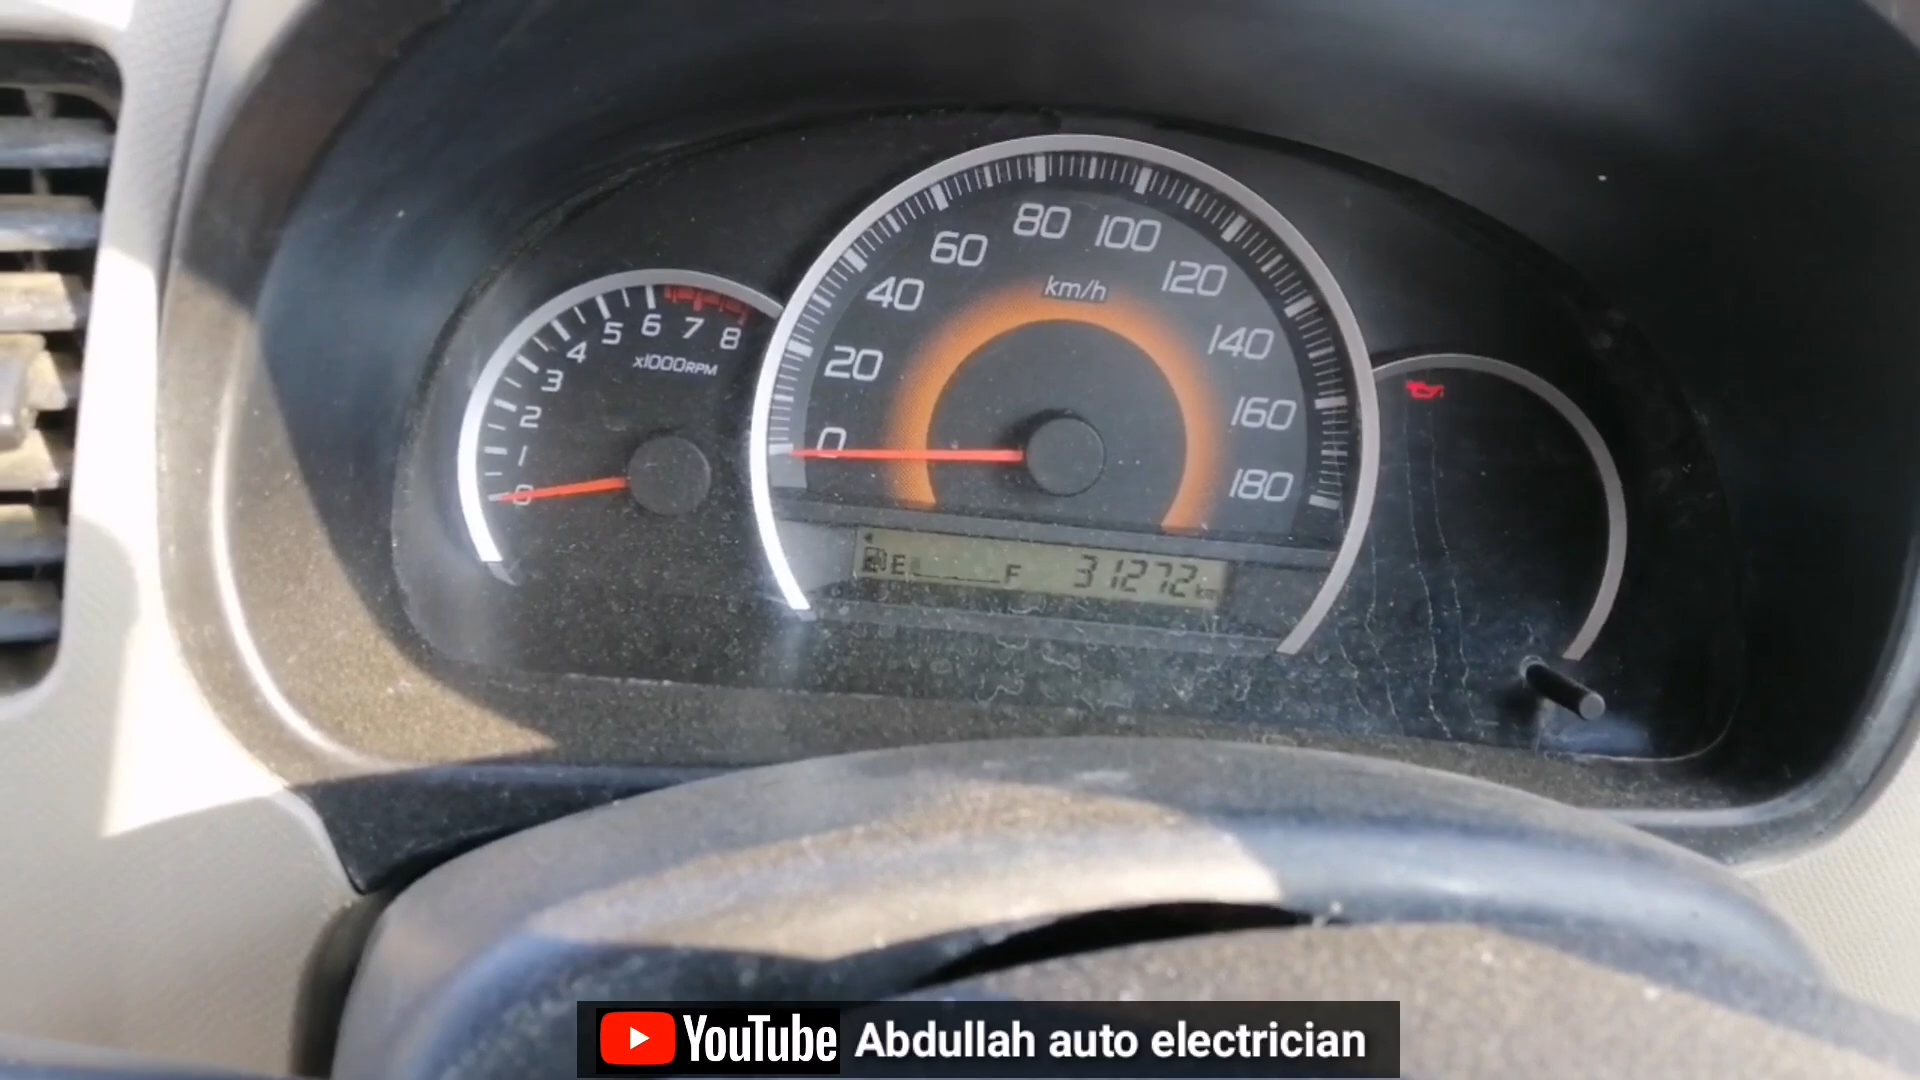 0 1 2 3 4 5 6 7 8
x1000RPM
0 20 40 60 80 100 120 140 160 180
km/h
E F 31272 km
YouTube Abdullah auto electrician